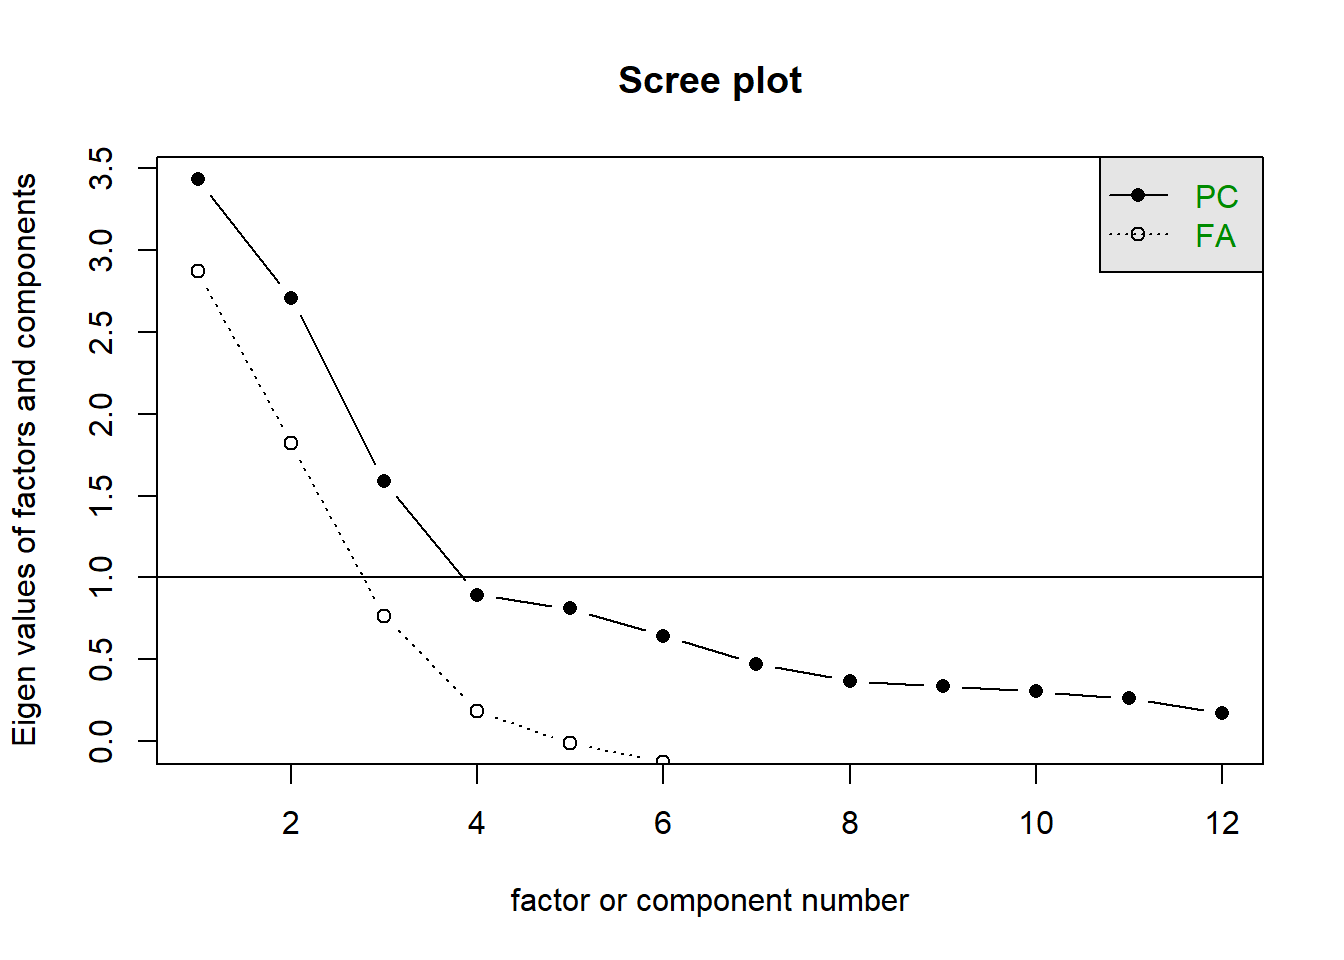 Scree plot
PC
FA
Eigen values of factors and components
3.5
3.0
2.5
2.0
1.5
1.0
0.5
0.0
2 4 6 8 10 12
factor or component number